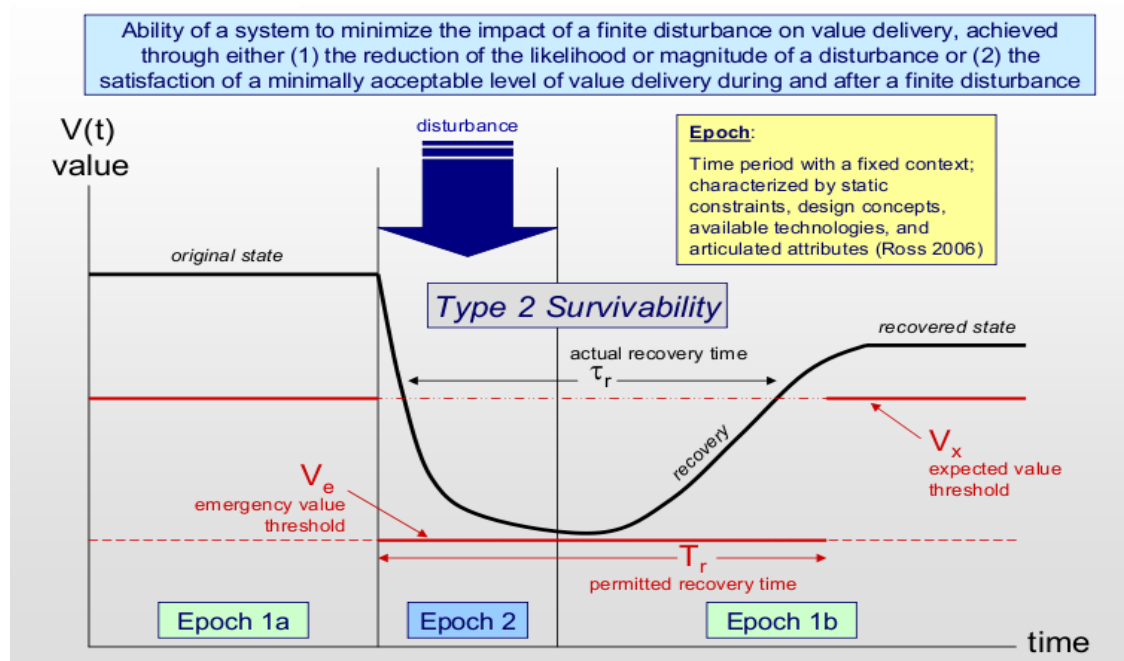 Ability of a system to minimize the impact of a finite disturbance on value delivery, achieved
through either (1) the reduction of the likelihood or magnitude of a disturbance or (2) the
satisfaction of a minimally acceptable level of value delivery during and after a finite disturbance
V(t)
value
disturbance
Epoch:
Time period with a fixed context;
characterized by static
constraints, design concepts,
available technologies, and
articulated attributes (Ross 2006)
original state
Type 2 Survivability
recovered state
actual recovery time
τr
recovery
Vx
expected value
threshold
Ve
emergency value
threshold
Tr
permitted recovery time
Epoch 1a
Epoch 2
Epoch 1b
time